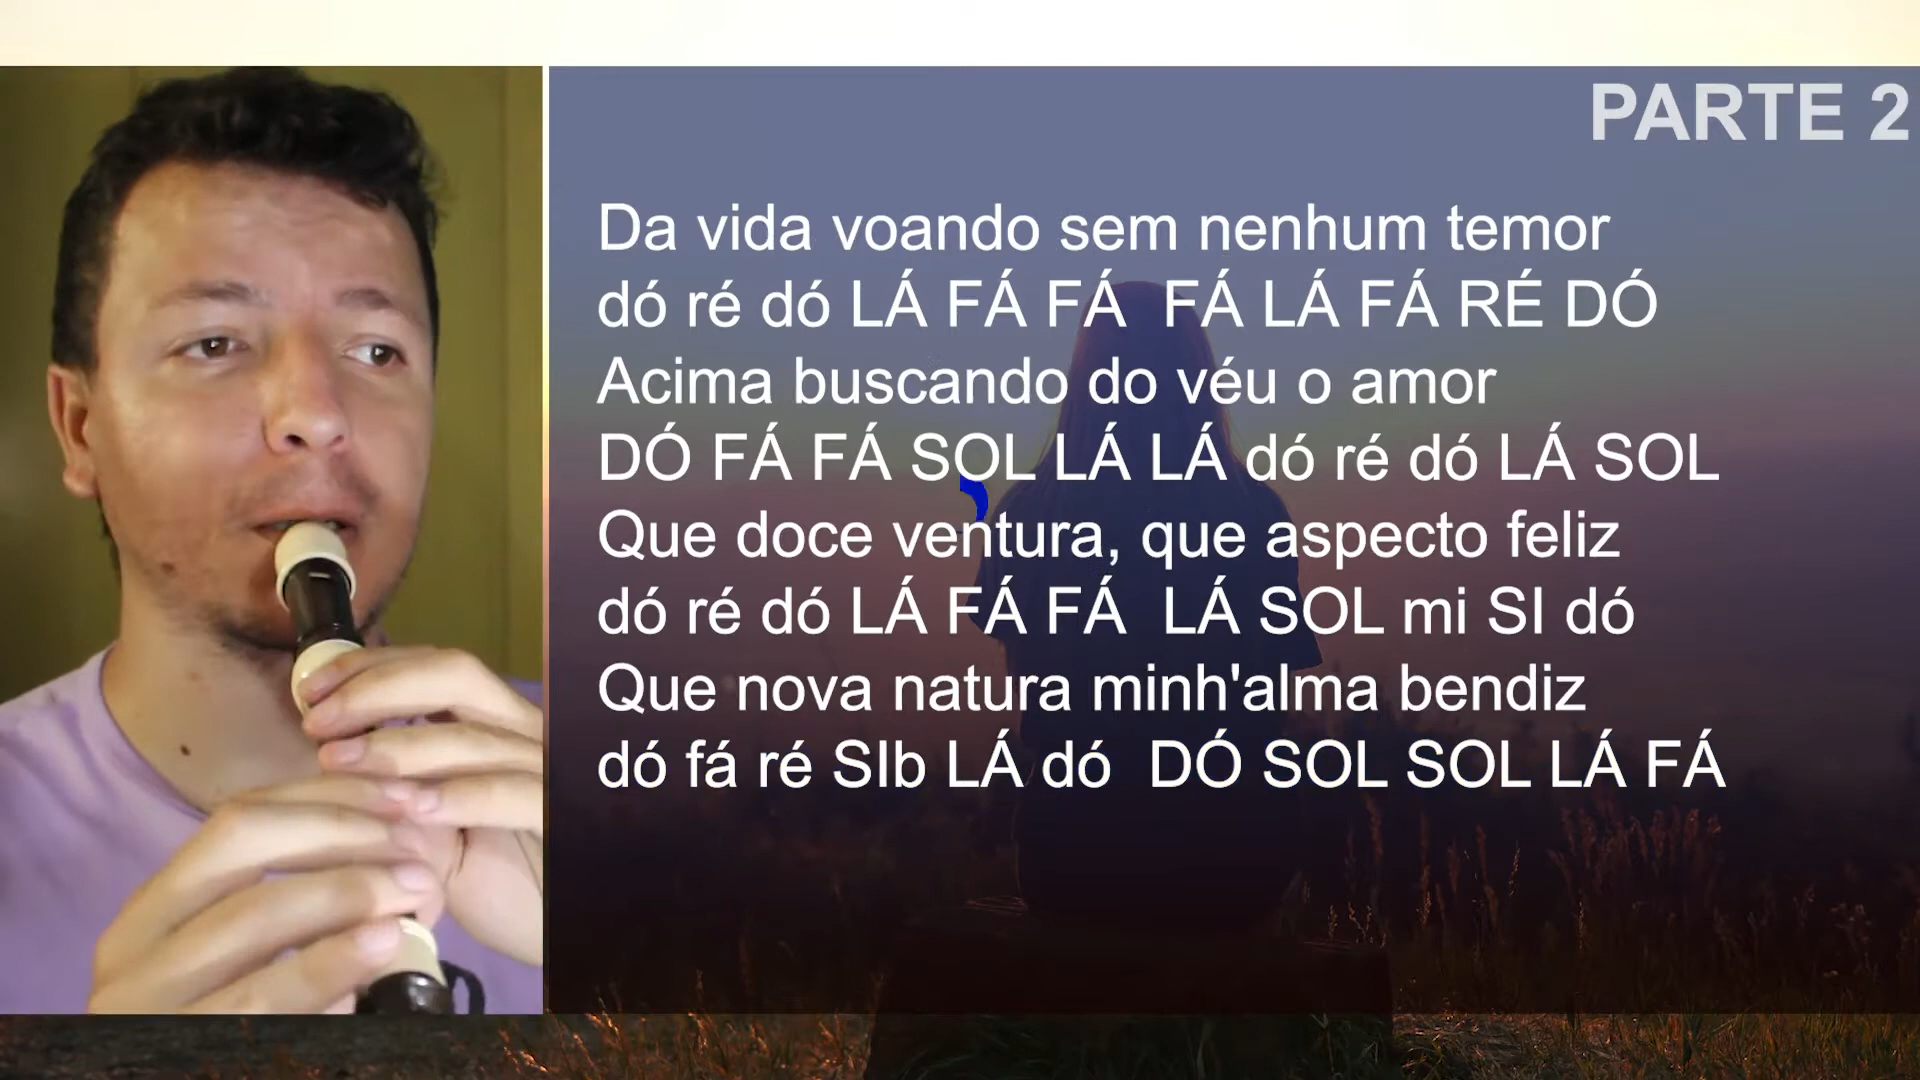 PARTE 2
Da vida voando sem nenhum temor
dó ré dó LÁ FÁ FÁ  FÁ LÁ FÁ RÉ DÓ
Acima buscando do véu o amor
DÓ FÁ FÁ SOL LÁ LÁ dó ré dó LÁ SOL
Que doce ventura, que aspecto feliz
dó ré dó LÁ FÁ FÁ  LÁ SOL mi SI dó
Que nova natura minh'alma bendiz
dó fá ré SIb LÁ dó  DÓ SOL SOL LÁ FÁ